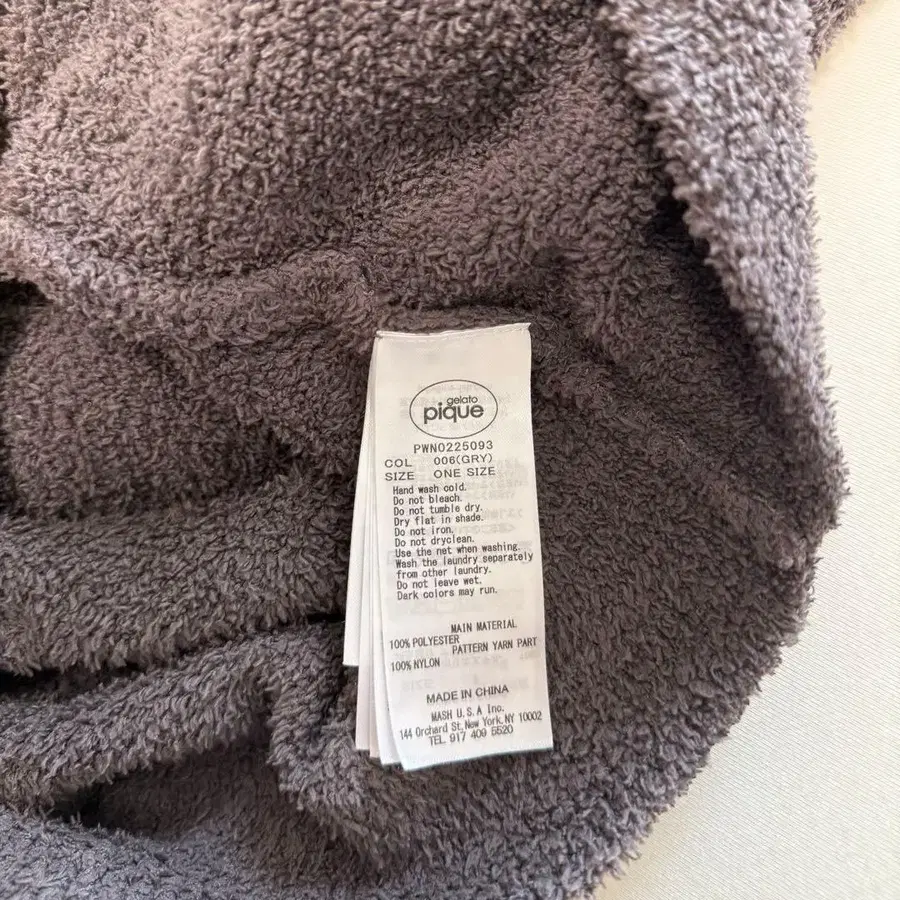 gelato
pique
PWNO225093
COL 006(GRY)
SIZE ONE SIZE
Hand wash cold.
Do not bleach.
Do not tumble dry.
Dry flat in shade.
Do not iron.
Do not dryclean.
Use the net when washing.
Wash the laundry separately
from other laundry.
Do not leave wet.
Dark colors may run.
MAIN MATERIAL
100% POLYESTER
PATTERN YARN PART
100% NYLON
MADE IN CHINA
MASH U.S.A Inc.
144 Orchard St,New York,NY 10002
TEL 917 409 5520